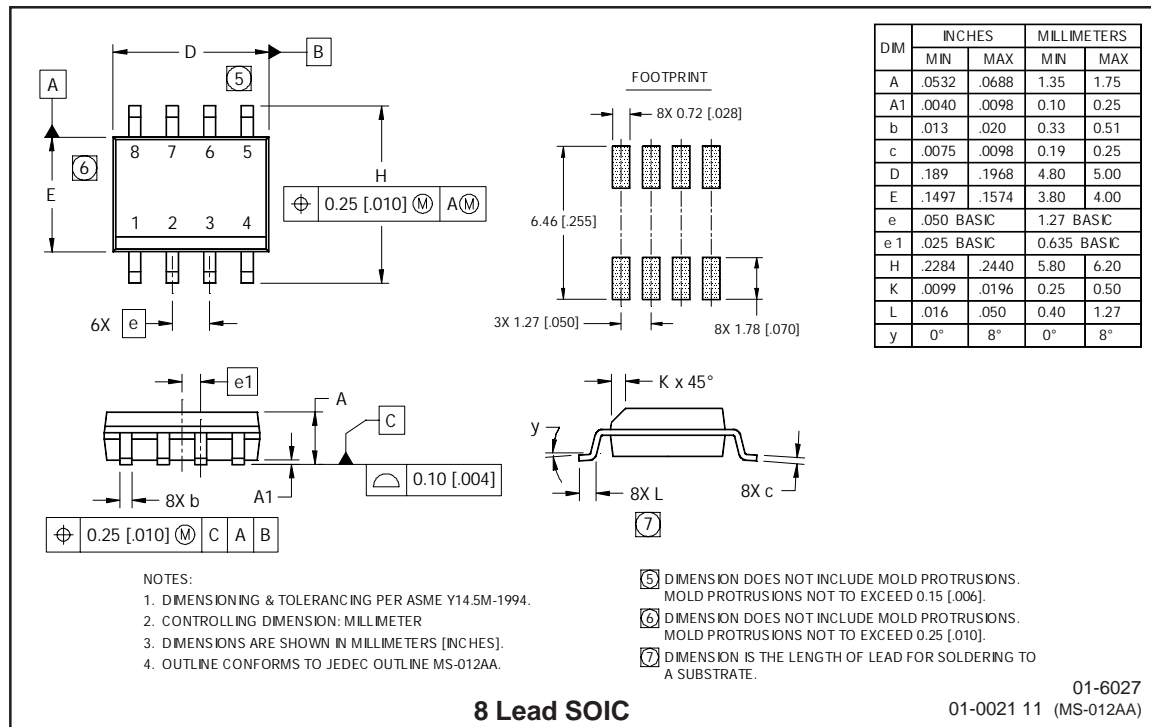 D
B
5
A
8 7 6 5
6
E
H
⌖ 0.25 [.010] Ⓜ A Ⓜ
1 2 3 4
6X e
FOOTPRINT
8X 0.72 [.028]
6.46 [.255]
3X 1.27 [.050]
8X 1.78 [.070]
DIM INCHES MILLIMETERS
MIN MAX MIN MAX
A .0532 .0688 1.35 1.75
A1 .0040 .0098 0.10 0.25
b .013 .020 0.33 0.51
c .0075 .0098 0.19 0.25
D .189 .1968 4.80 5.00
E .1497 .1574 3.80 4.00
e .050 BASIC 1.27 BASIC
e 1 .025 BASIC 0.635 BASIC
H .2284 .2440 5.80 6.20
K .0099 .0196 0.25 0.50
L .016 .050 0.40 1.27
y 0° 8° 0° 8°
e1
A
C
⌓ 0.10 [.004]
8X b
A1
⌖ 0.25 [.010] Ⓜ C A B
K x 45°
y
8X L
8X c
7
NOTES:
1. DIMENSIONING & TOLERANCING PER ASME Y14.5M-1994.
2. CONTROLLING DIMENSION: MILLIMETER
3. DIMENSIONS ARE SHOWN IN MILLIMETERS [INCHES].
4. OUTLINE CONFORMS TO JEDEC OUTLINE MS-012AA.
5 DIMENSION DOES NOT INCLUDE MOLD PROTRUSIONS.
MOLD PROTRUSIONS NOT TO EXCEED 0.15 [.006].
6 DIMENSION DOES NOT INCLUDE MOLD PROTRUSIONS.
MOLD PROTRUSIONS NOT TO EXCEED 0.25 [.010].
7 DIMENSION IS THE LENGTH OF LEAD FOR SOLDERING TO
A SUBSTRATE.
8 Lead SOIC
01-6027
01-0021 11 (MS-012AA)